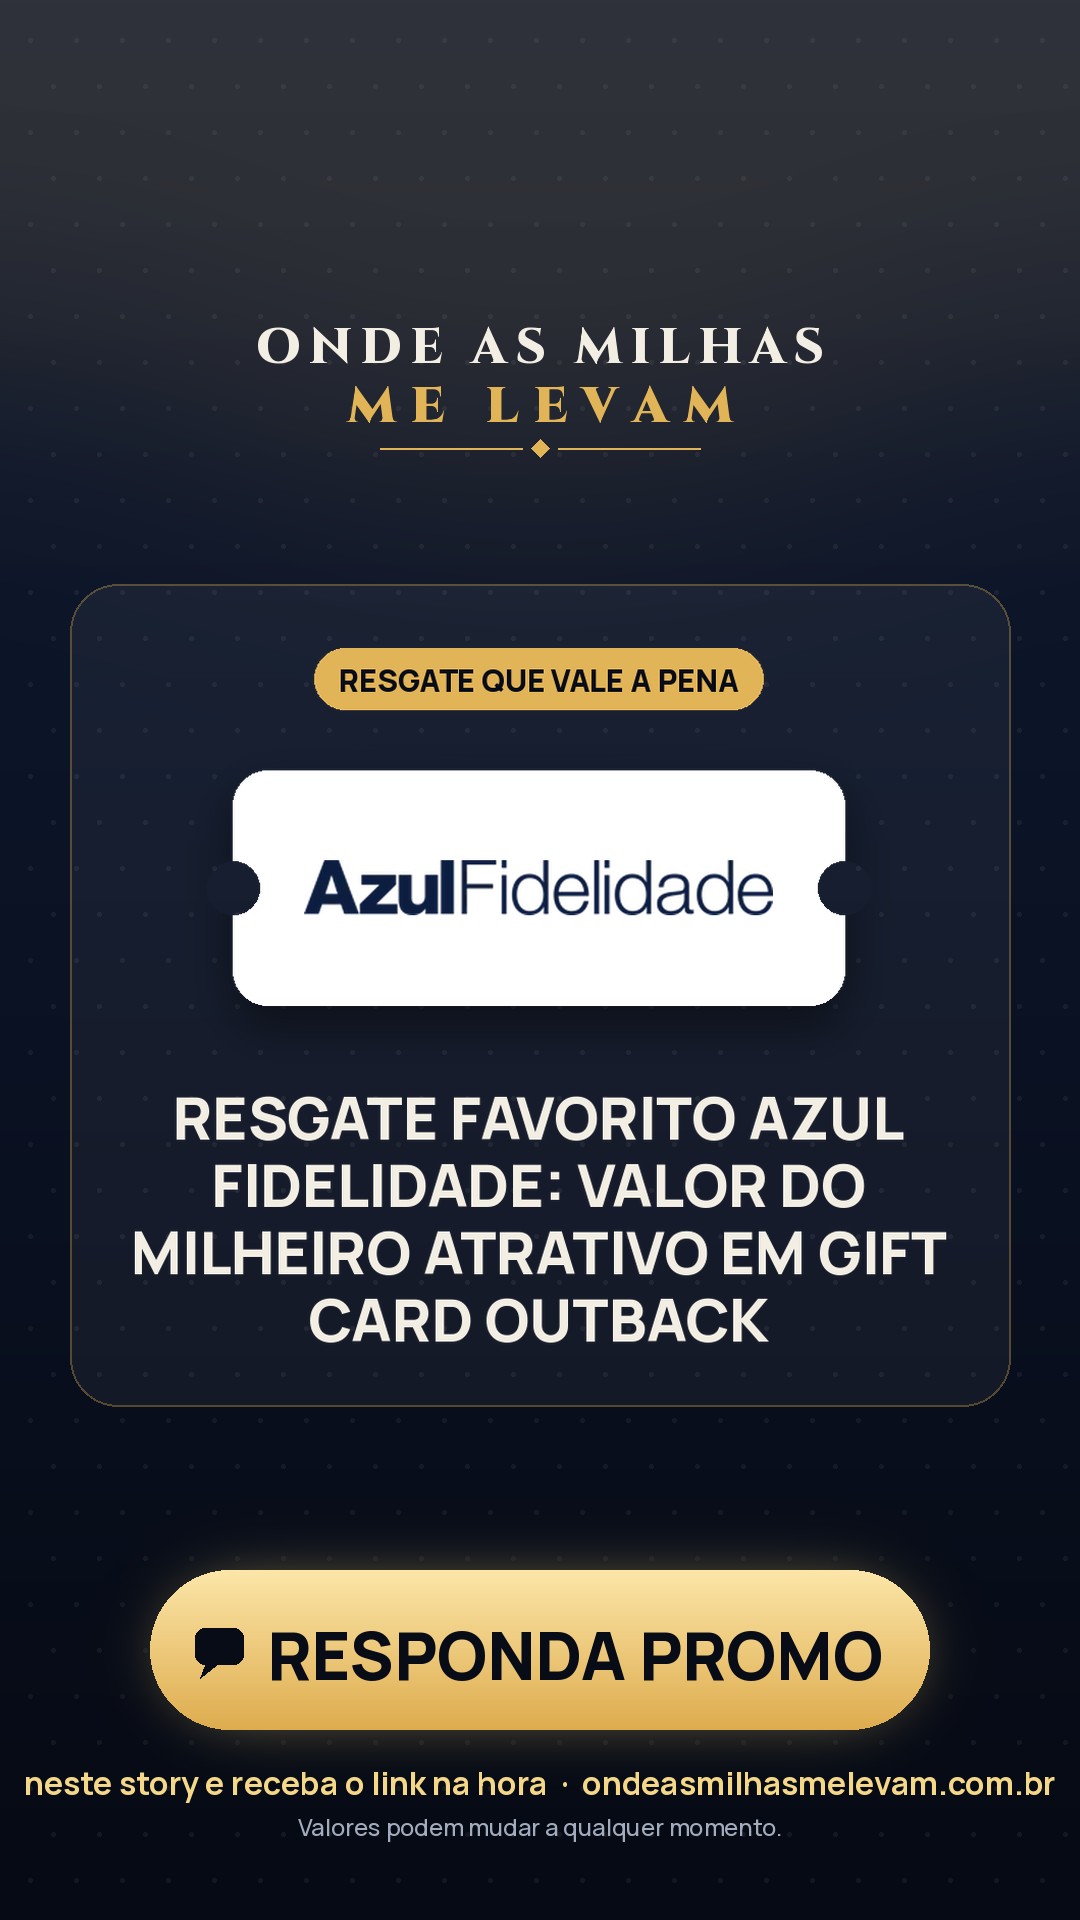 ONDE AS MILHAS
ME LEVAM
RESGATE QUE VALE A PENA
AzulFidelidade
RESGATE FAVORITO AZUL
FIDELIDADE: VALOR DO
MILHEIRO ATRATIVO EM GIFT
CARD OUTBACK
RESPONDA PROMO
neste story e receba o link na hora · ondeasmilhasmelevam.com.br
Valores podem mudar a qualquer momento.